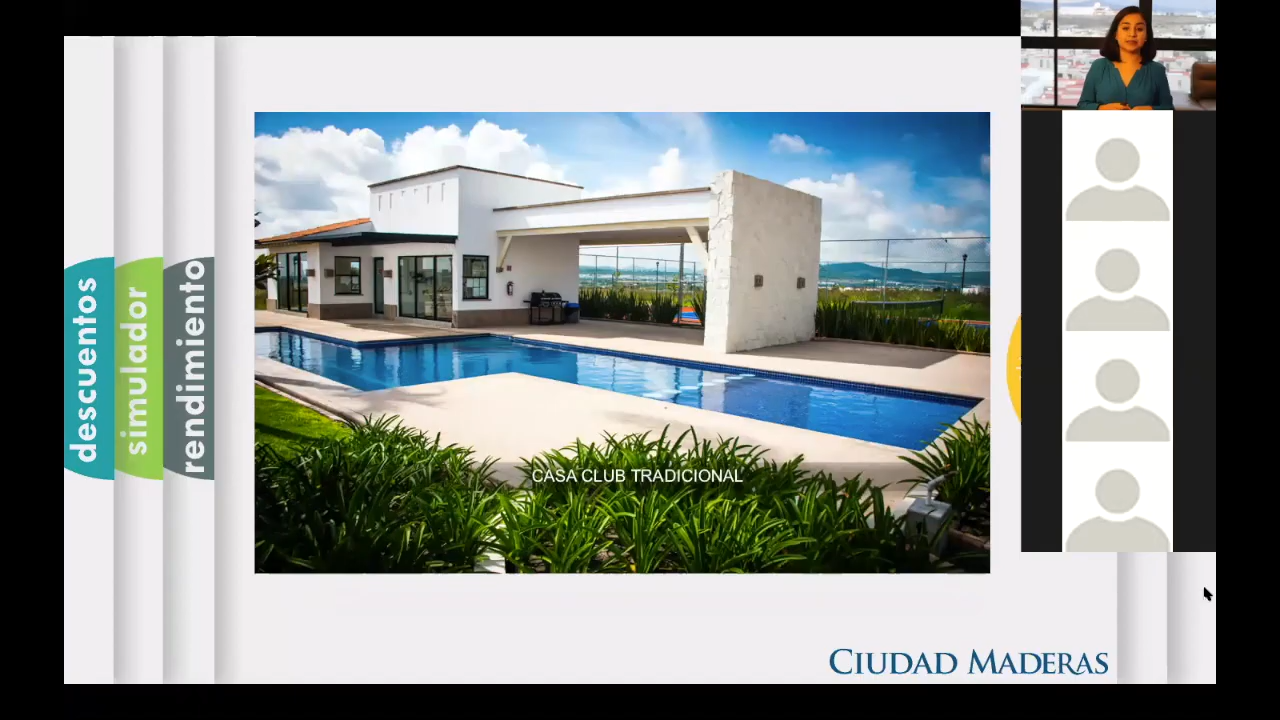 descuentos
simulador
rendimiento
CASA CLUB TRADICIONAL
CIUDAD MADERAS